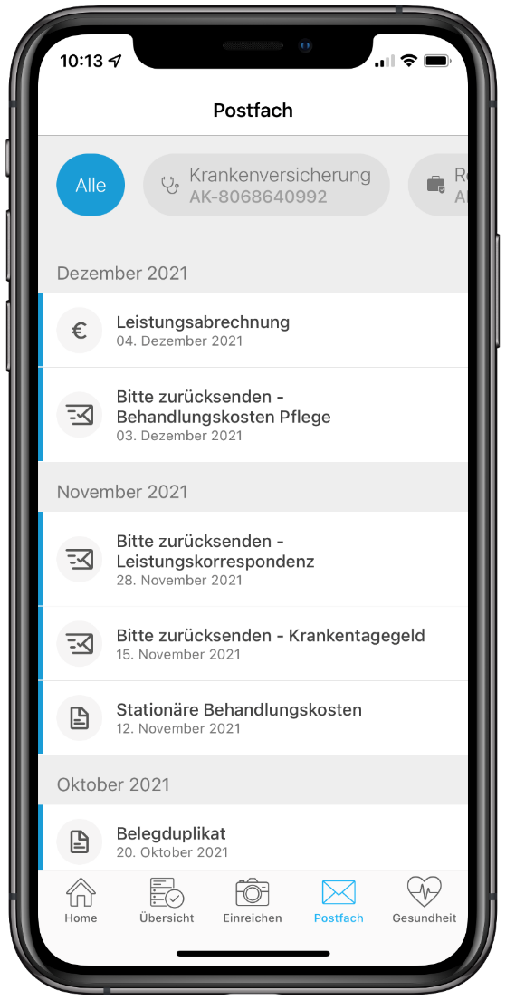 10:13
Postfach
Alle
Krankenversicherung
AK-8068640992
Dezember 2021
€
Leistungsabrechnung
04. Dezember 2021
Bitte zurücksenden -
Behandlungskosten Pflege
03. Dezember 2021
November 2021
Bitte zurücksenden -
Leistungskorrespondenz
28. November 2021
Bitte zurücksenden - Krankentagegeld
15. November 2021
Stationäre Behandlungskosten
12. November 2021
Oktober 2021
Belegduplikat
20. Oktober 2021
Home
Übersicht
Einreichen
Postfach
Gesundheit